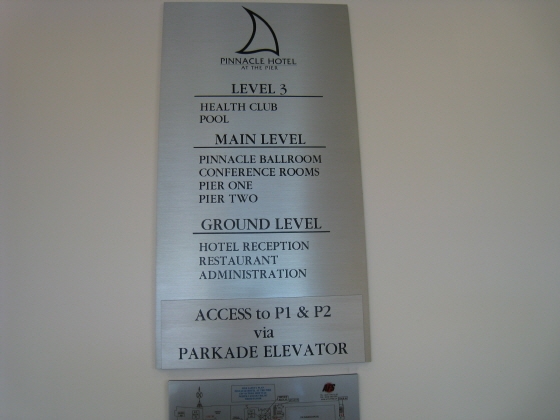 PINNACLE HOTEL
AT THE PIER
LEVEL 3
HEALTH CLUB
POOL
MAIN LEVEL
PINNACLE BALLROOM
CONFERENCE ROOMS
PIER ONE
PIER TWO
GROUND LEVEL
HOTEL RECEPTION
RESTAURANT
ADMINISTRATION
ACCESS to P1 & P2
via
PARKADE ELEVATOR